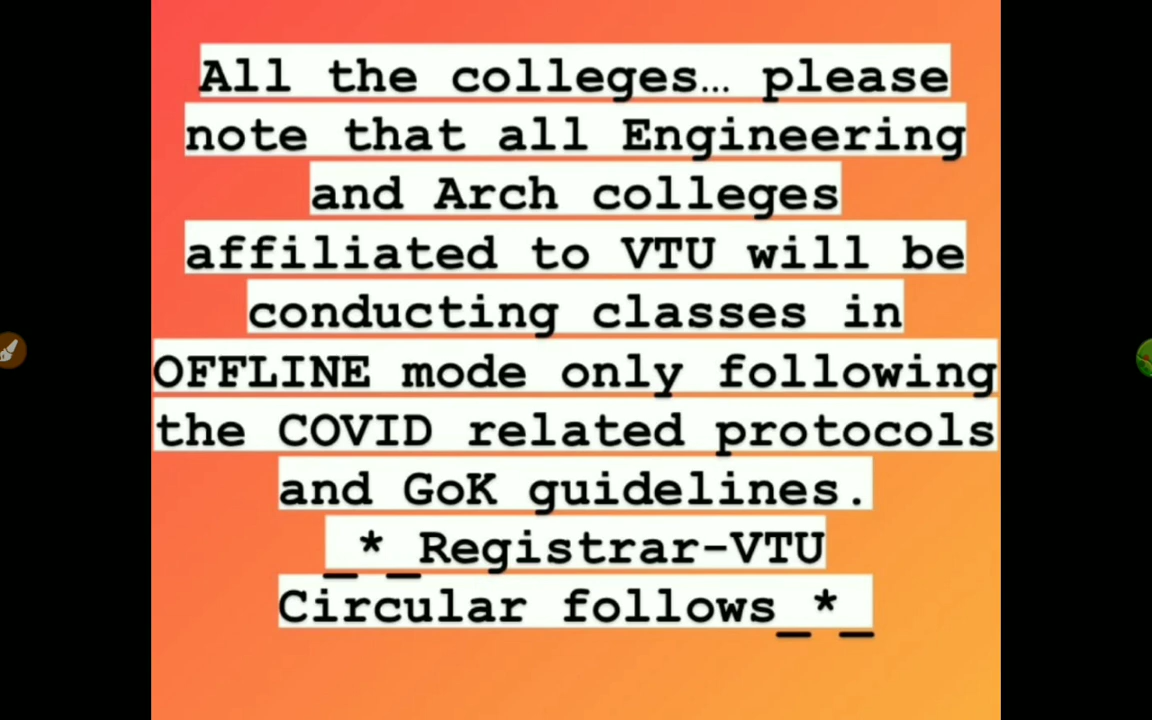 All the colleges… please
note that all Engineering
and Arch colleges
affiliated to VTU will be
conducting classes in
OFFLINE mode only following
the COVID related protocols
and GoK guidelines.
_*_Registrar-VTU
Circular follows_*_